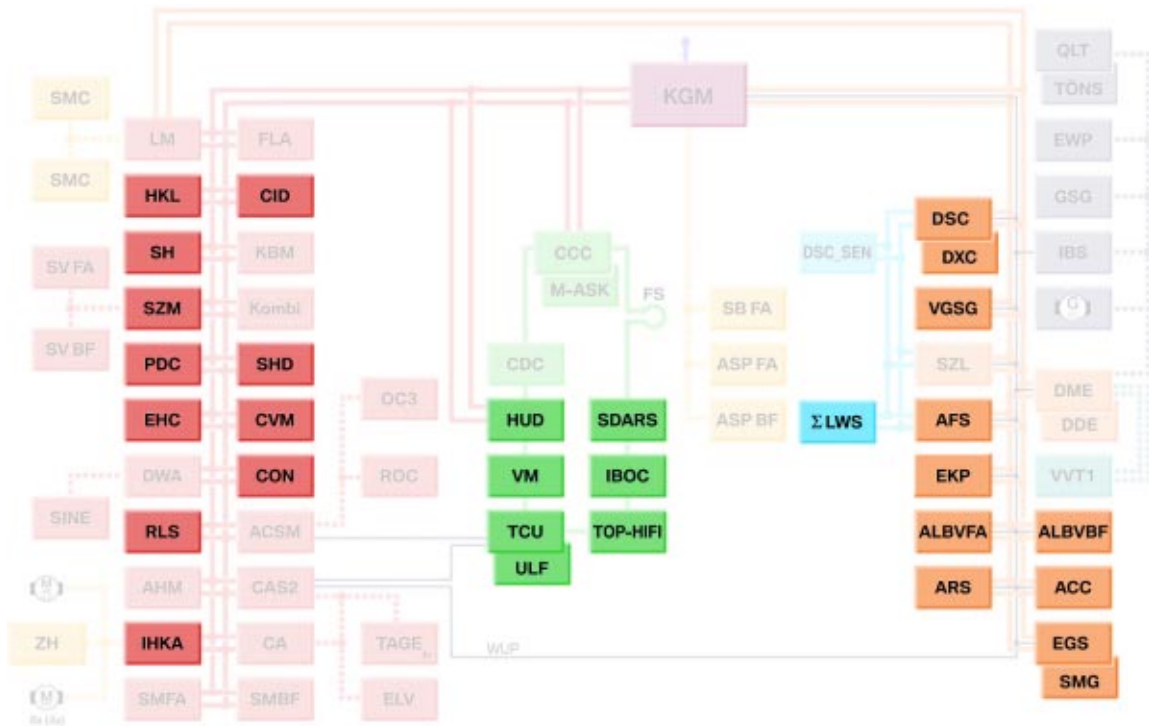 QLT
KGM
TÖNS
SMC
LM
FLA
EWP
SMC
HKL
CID
GSG
DSC
SH
KBM
CCC
DSC_SEN
DXC
IBS
SV FA
M-ASK
FS
SZM
Kombi
SB FA
VGSG
G
SV BF
PDC
SHD
CDC
ASP FA
SZL
DME
OC3
EHC
CVM
HUD
SDARS
ASP BF
ΣLWS
AFS
DDE
DWA
CON
ROC
VM
IBOC
EKP
VVT1
SINE
RLS
ACSM
TCU
TOP-HIFI
ALBVFA
ALBVBF
ULF
M
AHM
CAS2
ARS
ACC
ZH
IHKA
CA
TAGE
WUP
EGS
M
SMFA
SMBF
ELV
SMG